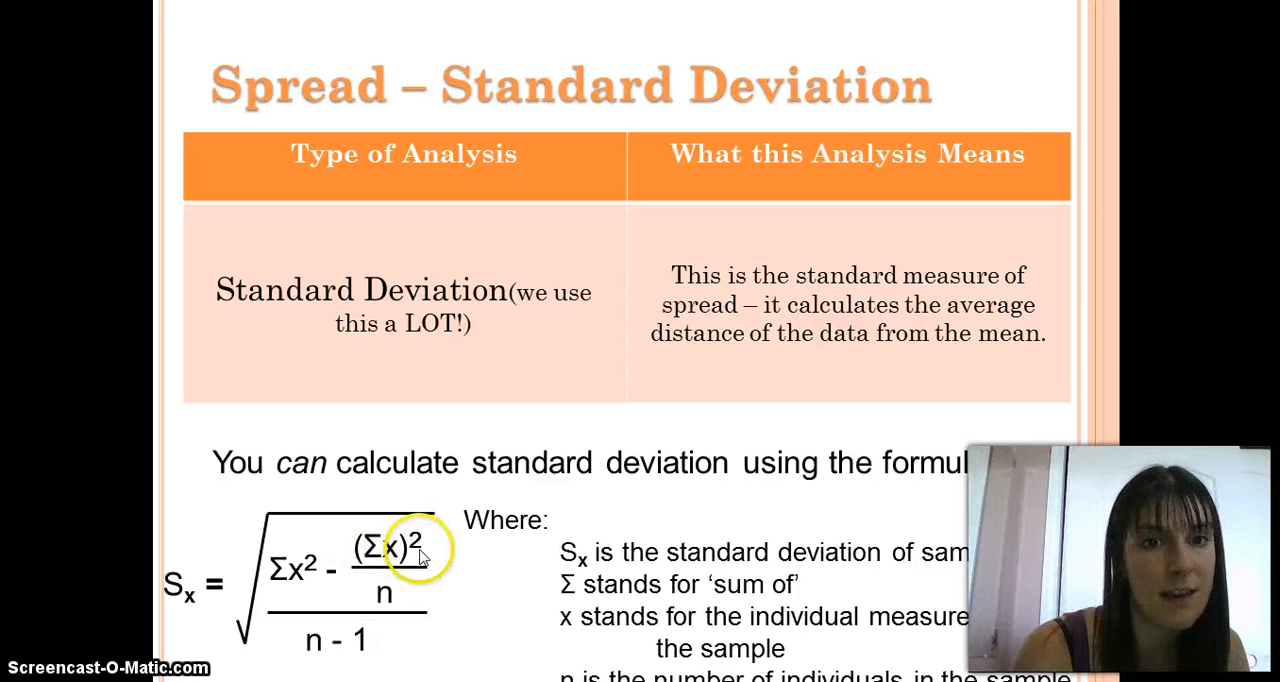 Spread – Standard Deviation
Type of Analysis
What this Analysis Means
Standard Deviation(we use
this a LOT!)
This is the standard measure of
spread – it calculates the average
distance of the data from the mean.
You can calculate standard deviation using the formul
Sx = √((Σx² - (Σx)²/n)/(n - 1))
Where:
Sx is the standard deviation of sam
Σ stands for ‘sum of’
x stands for the individual measure
the sample
n is the number of individuals in the sample
Screencast-O-Matic.com